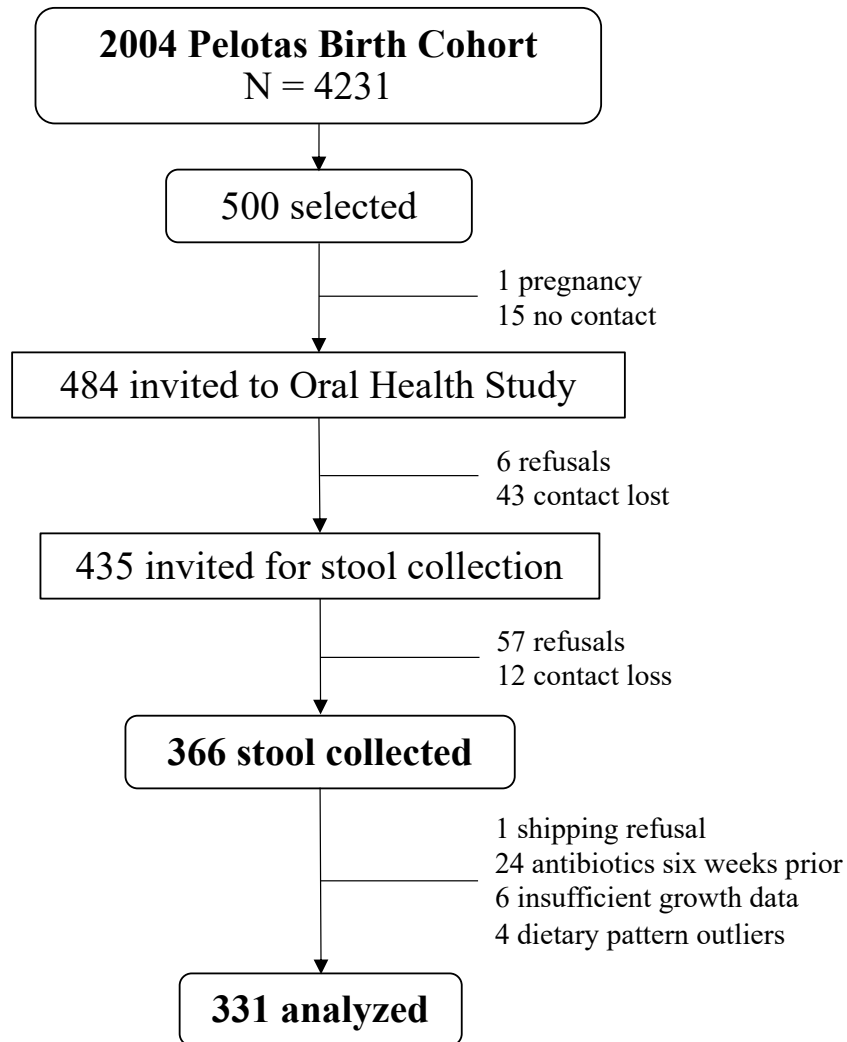 2004 Pelotas Birth Cohort
N = 4231
500 selected
1 pregnancy
15 no contact
484 invited to Oral Health Study
6 refusals
43 contact lost
435 invited for stool collection
57 refusals
12 contact loss
366 stool collected
1 shipping refusal
24 antibiotics six weeks prior
6 insufficient growth data
4 dietary pattern outliers
331 analyzed